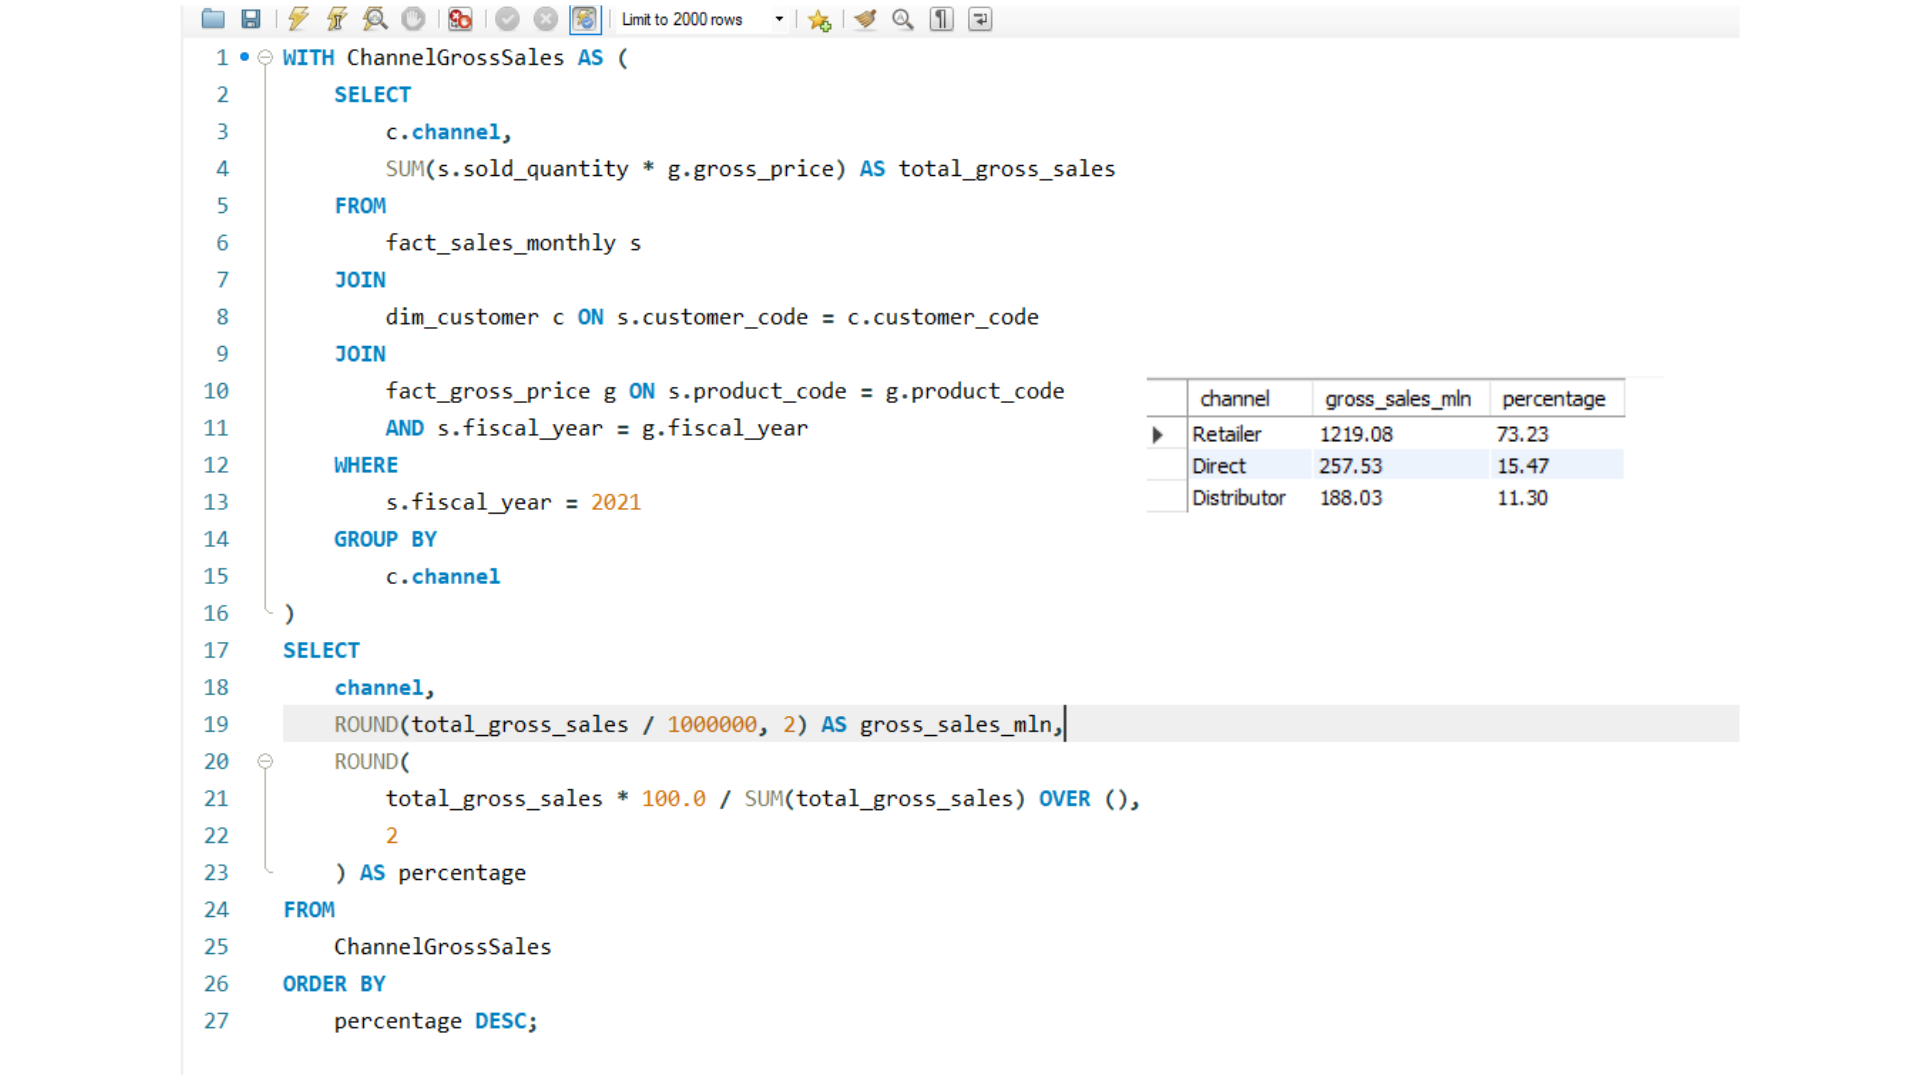 Limit to 2000 rows
1 WITH ChannelGrossSales AS (
2 SELECT
3 c.channel,
4 SUM(s.sold_quantity * g.gross_price) AS total_gross_sales
5 FROM
6 fact_sales_monthly s
7 JOIN
8 dim_customer c ON s.customer_code = c.customer_code
9 JOIN
10 fact_gross_price g ON s.product_code = g.product_code
11 AND s.fiscal_year = g.fiscal_year
12 WHERE
13 s.fiscal_year = 2021
14 GROUP BY
15 c.channel
16 )
17 SELECT
18 channel,
19 ROUND(total_gross_sales / 1000000, 2) AS gross_sales_mln,
20 ROUND(
21 total_gross_sales * 100.0 / SUM(total_gross_sales) OVER (),
22 2
23 ) AS percentage
24 FROM
25 ChannelGrossSales
26 ORDER BY
27 percentage DESC;
channel gross_sales_mln percentage
Retailer 1219.08 73.23
Direct 257.53 15.47
Distributor 188.03 11.30